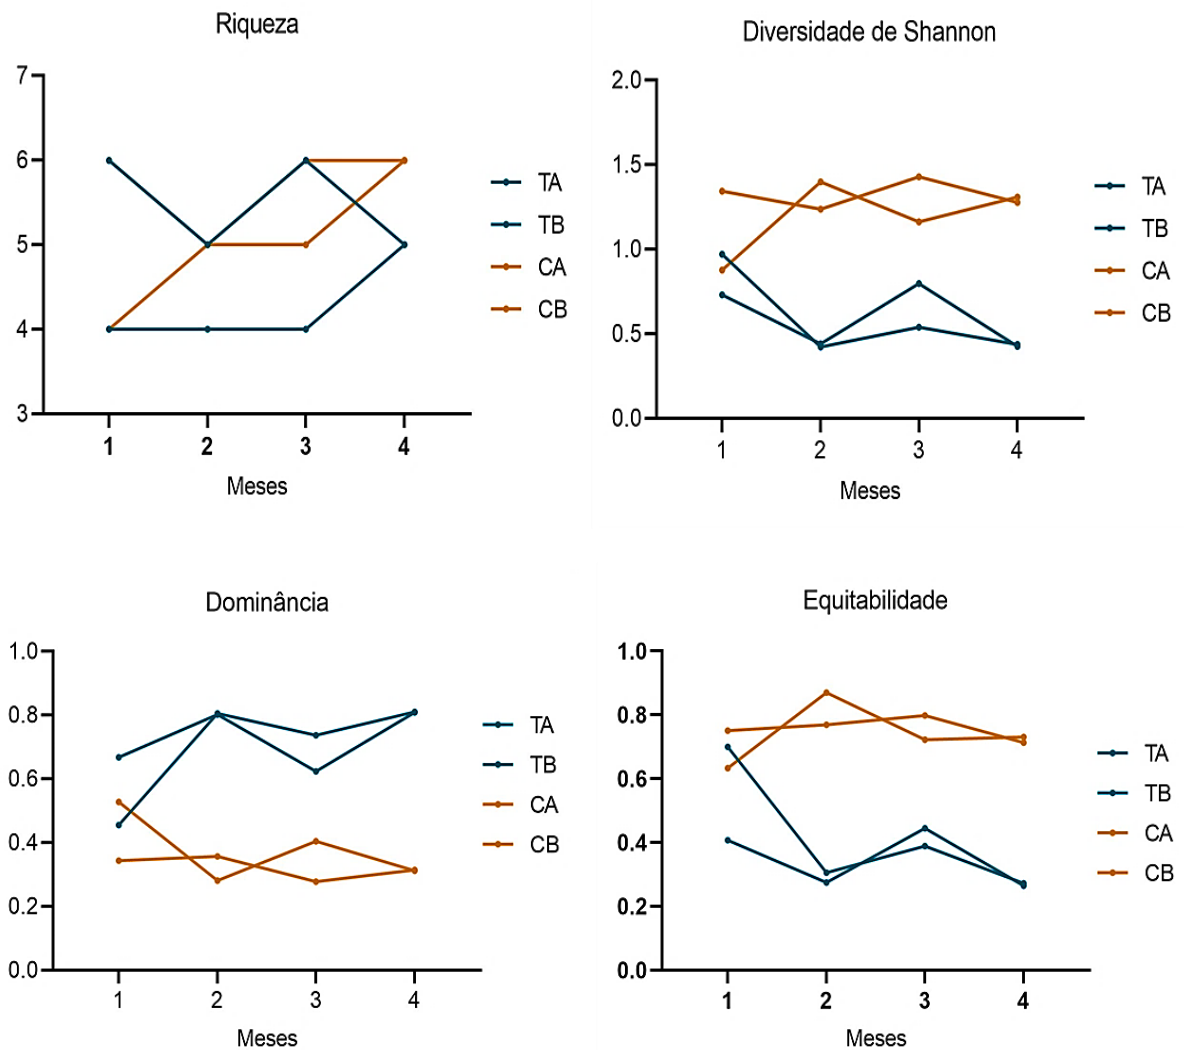 Riqueza
7
6
5
4
3
1 2 3 4
Meses
TA
TB
CA
CB
Diversidade de Shannon
2.0
1.5
1.0
0.5
0.0
1 2 3 4
Meses
TA
TB
CA
CB
Dominância
1.0
0.8
0.6
0.4
0.2
0.0
1 2 3 4
Meses
TA
TB
CA
CB
Equitabilidade
1.0
0.8
0.6
0.4
0.2
0.0
1 2 3 4
Meses
TA
TB
CA
CB